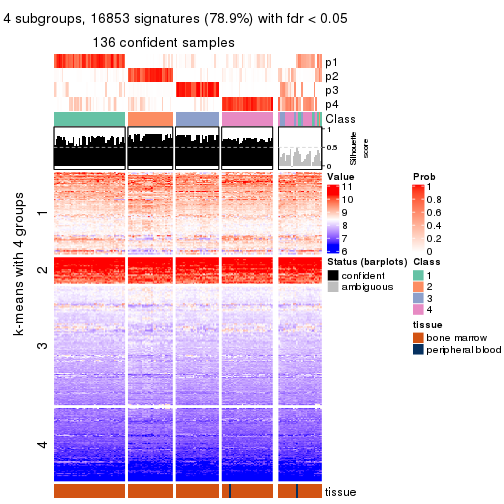 4 subgroups, 16853 signatures (78.9%) with fdr < 0.05
136 confident samples
p1
p2
p3
p4
Class
1
0.5
0
Silhouette
score
k-means with 4 groups
1
2
3
4
tissue
Value
11
10
9
8
7
6
Prob
1
0.8
0.6
0.4
0.2
0
Status (barplots)
confident
ambiguous
Class
1
2
3
4
tissue
bone marrow
peripheral blood